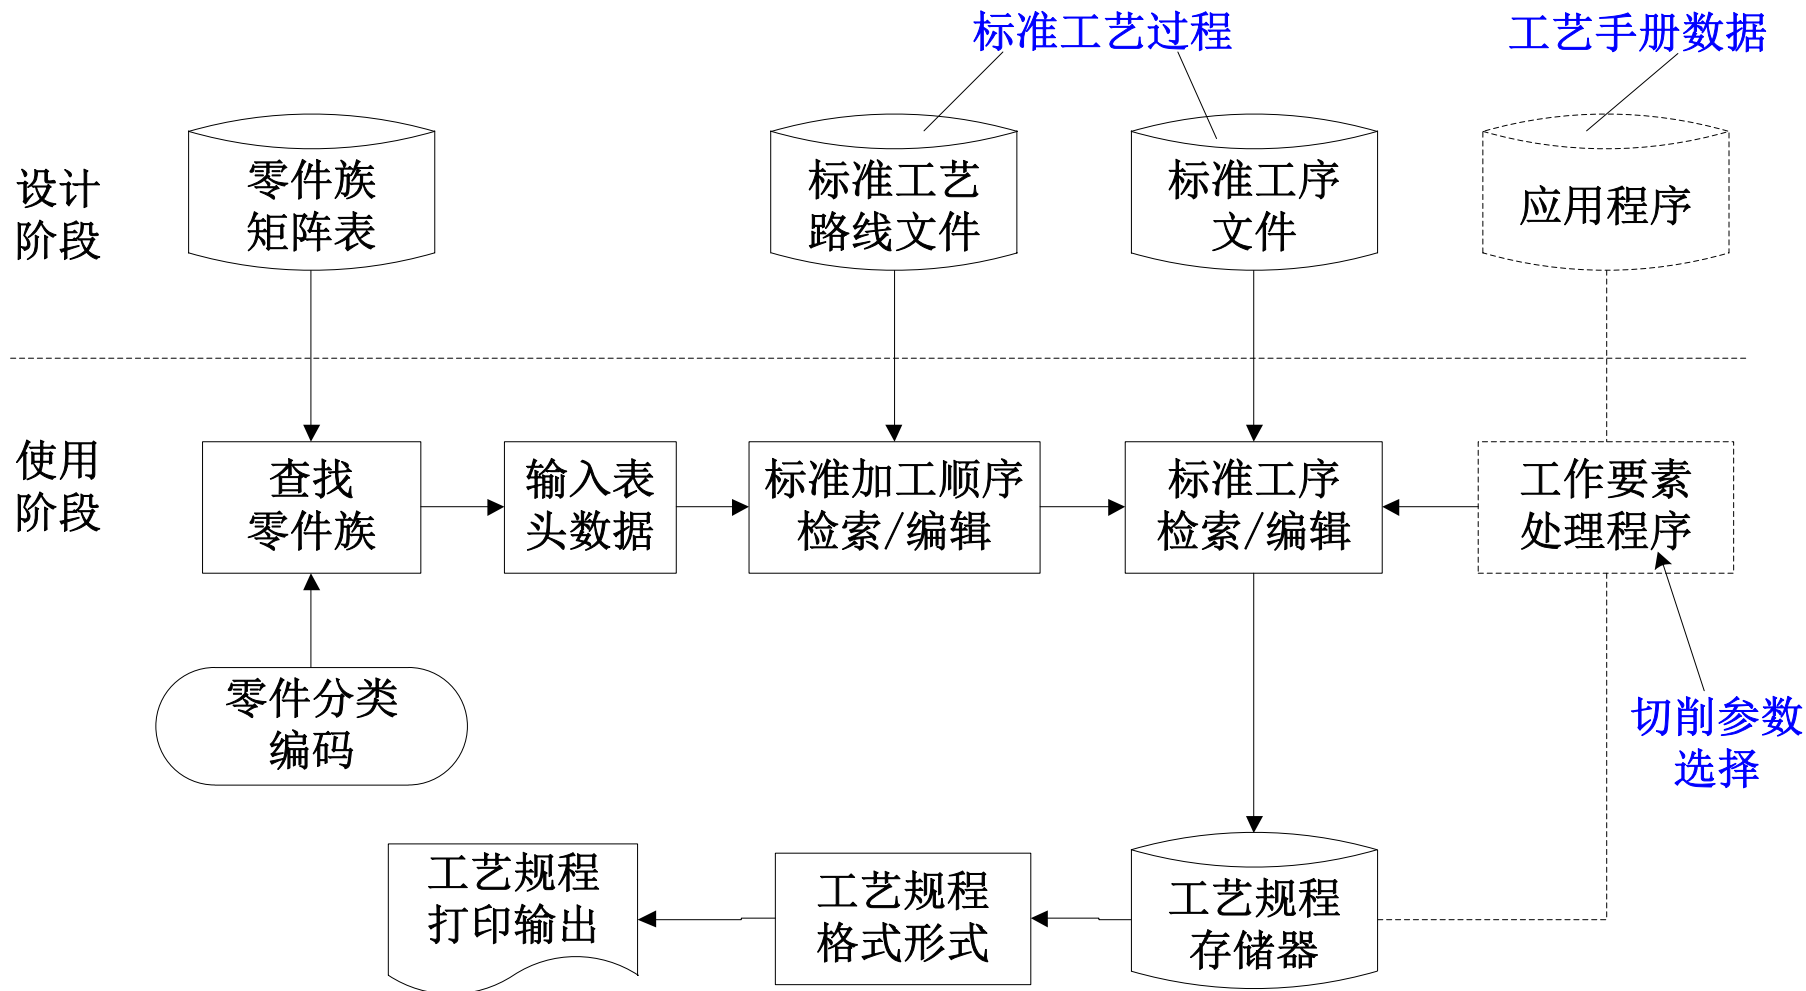 标准工艺过程
工艺手册数据
设计
阶段
零件族
矩阵表
标准工艺
路线文件
标准工序
文件
应用程序
使用
阶段
查找
零件族
输入表
头数据
标准加工顺序
检索/编辑
标准工序
检索/编辑
工作要素
处理程序
零件分类
编码
切削参数
选择
工艺规程
打印输出
工艺规程
格式形式
工艺规程
存储器